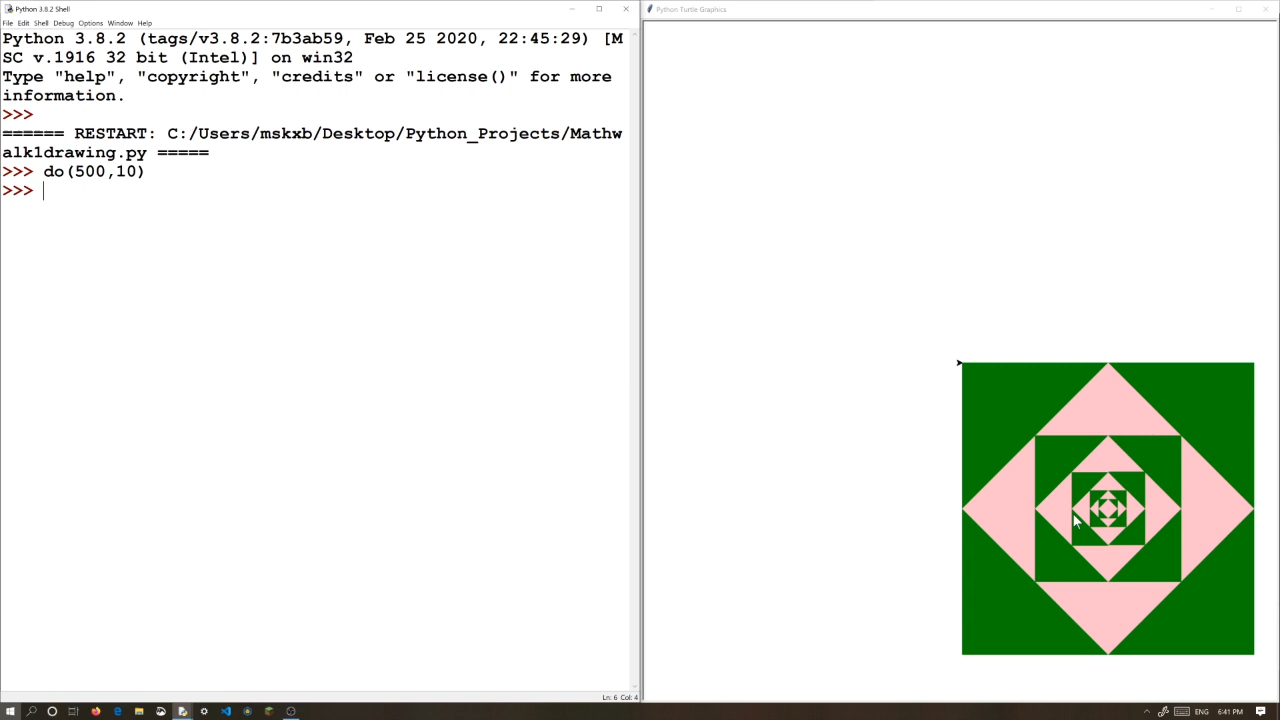 Python 3.8.2 Shell
File Edit Shell Debug Options Window Help
Python 3.8.2 (tags/v3.8.2:7b3ab59, Feb 25 2020, 22:45:29) [M
SC v.1916 32 bit (Intel)] on win32
Type "help", "copyright", "credits" or "license()" for more
information.
>>>
====== RESTART: C:/Users/mskxb/Desktop/Python_Projects/Mathw
alk1drawing.py =====
>>> do(500,10)
>>>
Ln: 6 Col: 4
Python Turtle Graphics
ENG 6:41 PM